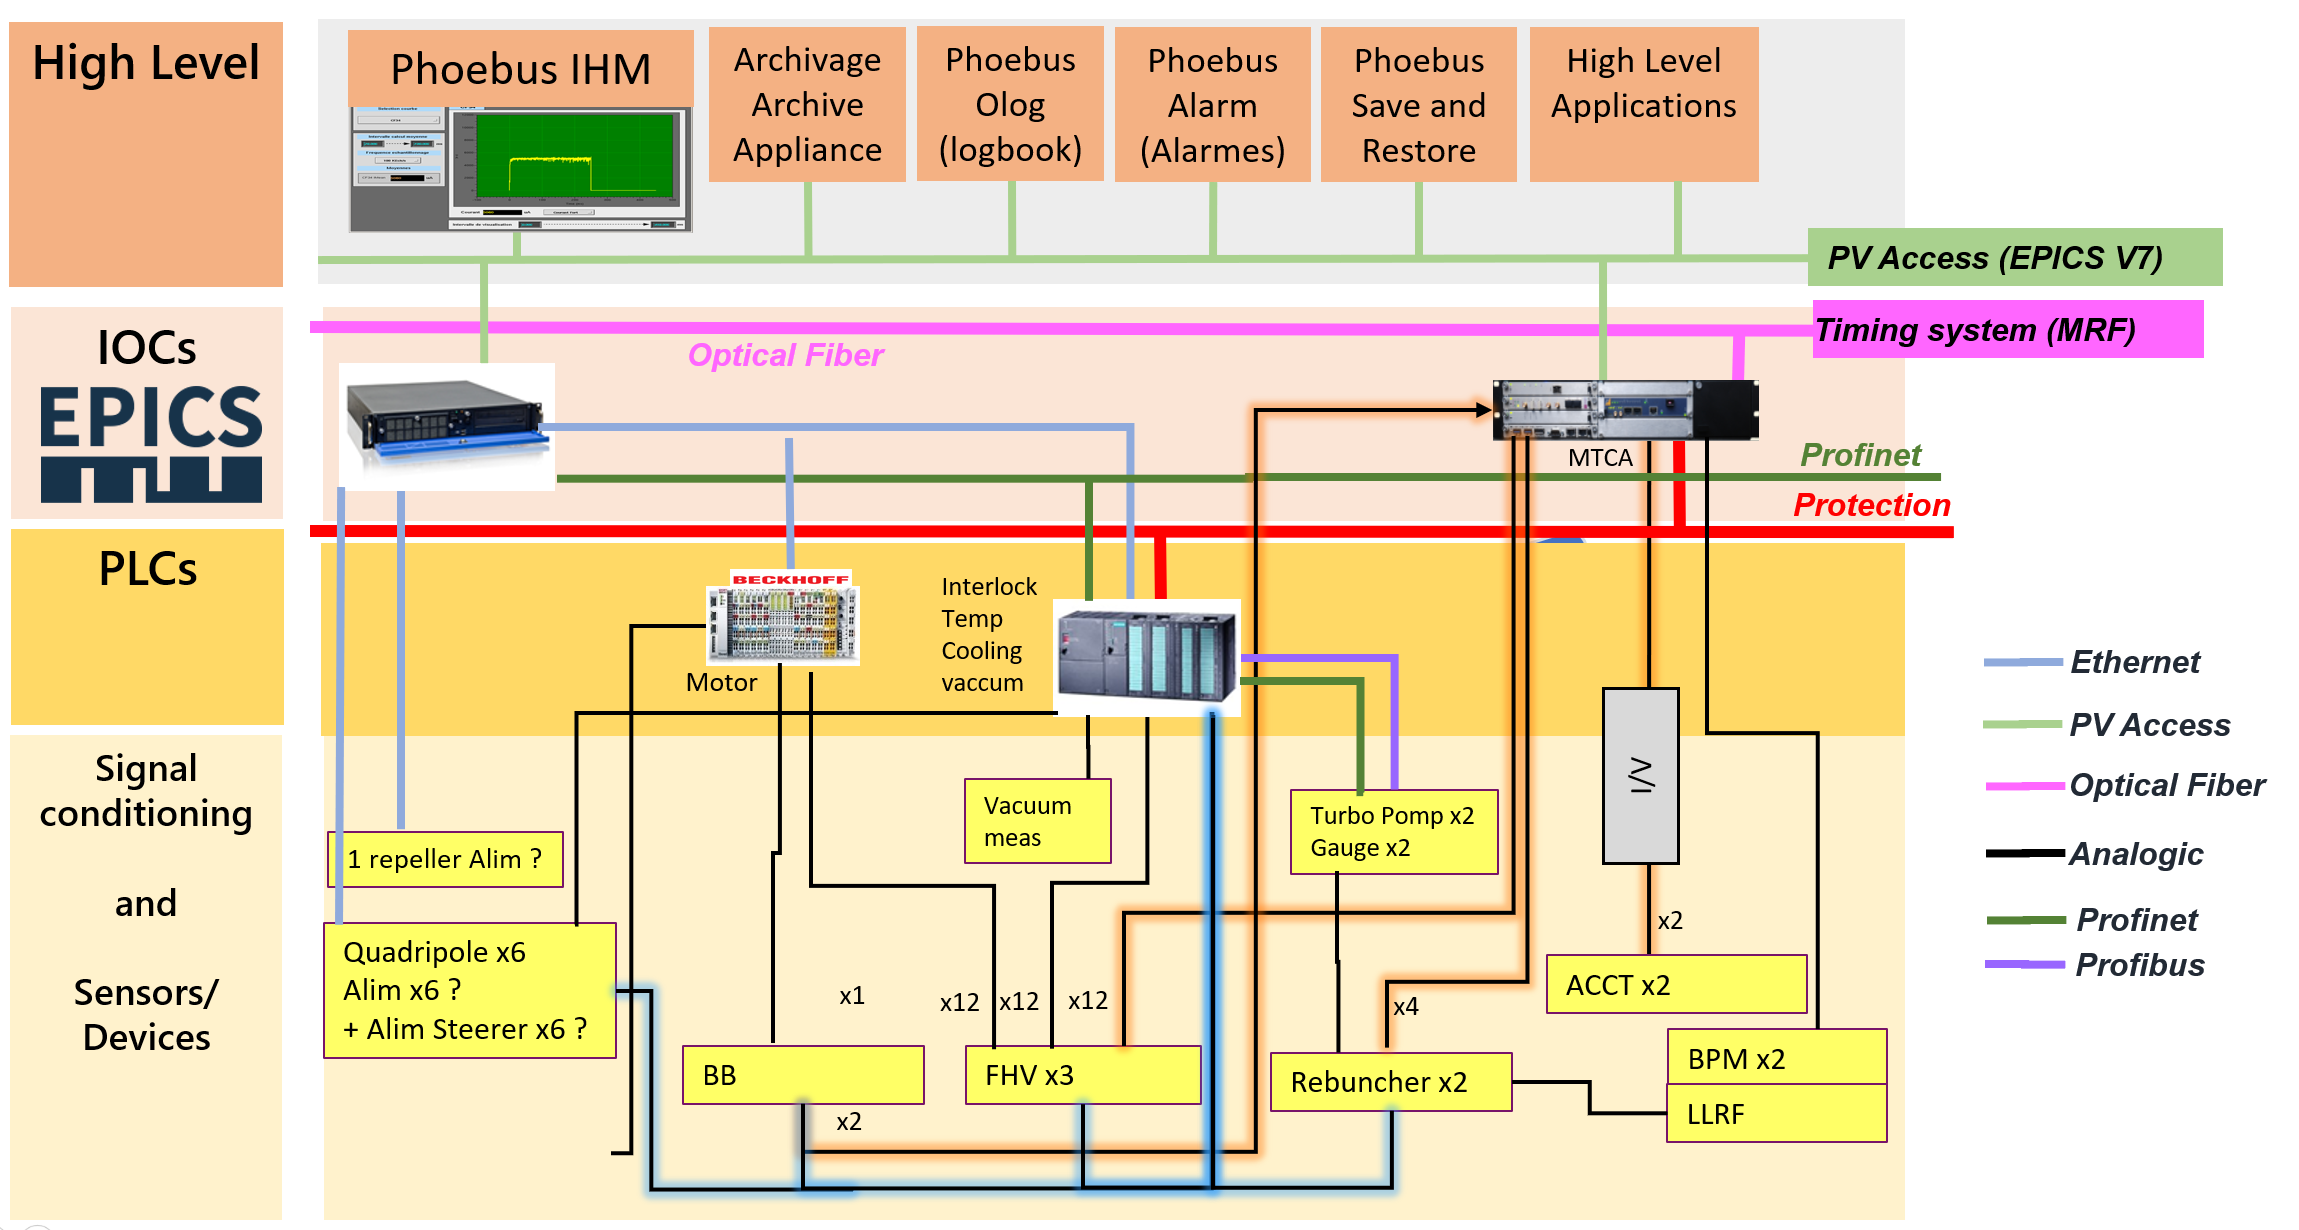 High Level
Phoebus IHM
Archivage
Archive
Appliance
Phoebus
Olog
(logbook)
Phoebus
Alarm
(Alarmes)
Phoebus
Save and
Restore
High Level
Applications
PV Access (EPICS V7)
Timing system (MRF)
Optical Fiber
IOCs
EPICS
MTCA
Profinet
Protection
PLCs
BECKHOFF
Motor
Interlock
Temp
Cooling
vaccum
Ethernet
PV Access
Optical Fiber
Analogic
Profinet
Profibus
Signal
conditioning
and
Sensors/
Devices
1 repeller Alim ?
Quadripole x6
Alim x6 ?
+ Alim Steerer x6 ?
Vacuum
meas
Turbo Pomp x2
Gauge x2
I/V
x2
ACCT x2
x1
x12
x12
x12
x4
BB
FHV x3
Rebuncher x2
BPM x2
LLRF
x2